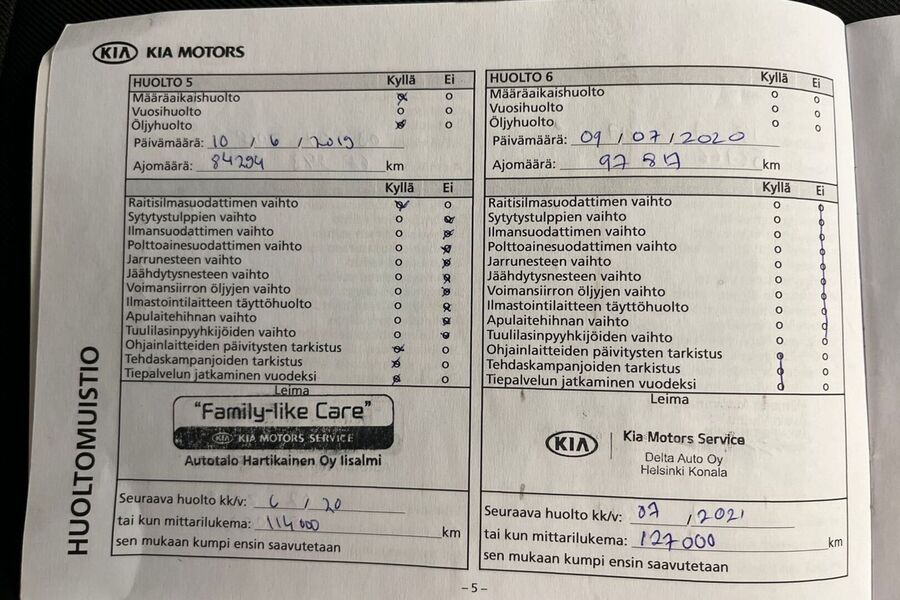 KIA KIA MOTORS
HUOLTOMUISTIO
HUOLTO 5 Kyllä Ei
Määräaikaishuolto o
Vuosihuolto o o
Öljyhuolto o
Päivämäärä: 10 / 6 / 2019
Ajomäärä: 84294 km
Kyllä Ei
Raitisilmasuodattimen vaihto o
Sytytystulppien vaihto o
Ilmansuodattimen vaihto o
Polttoainesuodattimen vaihto o
Jarrunesteen vaihto o
Jäähdytysnesteen vaihto o
Voimansiirron öljyjen vaihto o
Ilmastointilaitteen täyttöhuolto o
Apulaitehihnan vaihto o
Tuulilasinpyyhkijöiden vaihto o
Ohjainlaitteiden päivitysten tarkistus o
Tehdaskampanjoiden tarkistus o
Tiepalvelun jatkaminen vuodeksi o
Leima
"Family-like Care"
KIA KIA MOTORS SERVICE
Autotalo Hartikainen Oy Iisalmi
Seuraava huolto kk/v: 6 / 20
tai kun mittarilukema: 114 000 km
sen mukaan kumpi ensin saavutetaan
HUOLTO 6 Kyllä Ei
Määräaikaishuolto o o
Vuosihuolto o o
Öljyhuolto o o
Päivämäärä: 09 / 07 / 2020
Ajomäärä: 97 817 km
Kyllä Ei
Raitisilmasuodattimen vaihto o o
Sytytystulppien vaihto o o
Ilmansuodattimen vaihto o o
Polttoainesuodattimen vaihto o o
Jarrunesteen vaihto o o
Jäähdytysnesteen vaihto o o
Voimansiirron öljyjen vaihto o o
Ilmastointilaitteen täyttöhuolto o o
Apulaitehihnan vaihto o o
Tuulilasinpyyhkijöiden vaihto o o
Ohjainlaitteiden päivitysten tarkistus o o
Tehdaskampanjoiden tarkistus o o
Tiepalvelun jatkaminen vuodeksi o o
Leima
KIA Kia Motors Service
Delta Auto Oy
Helsinki Konala
Seuraava huolto kk/v: 07 , 2021
tai kun mittarilukema: 127 000 km
sen mukaan kumpi ensin saavutetaan
– 5 –